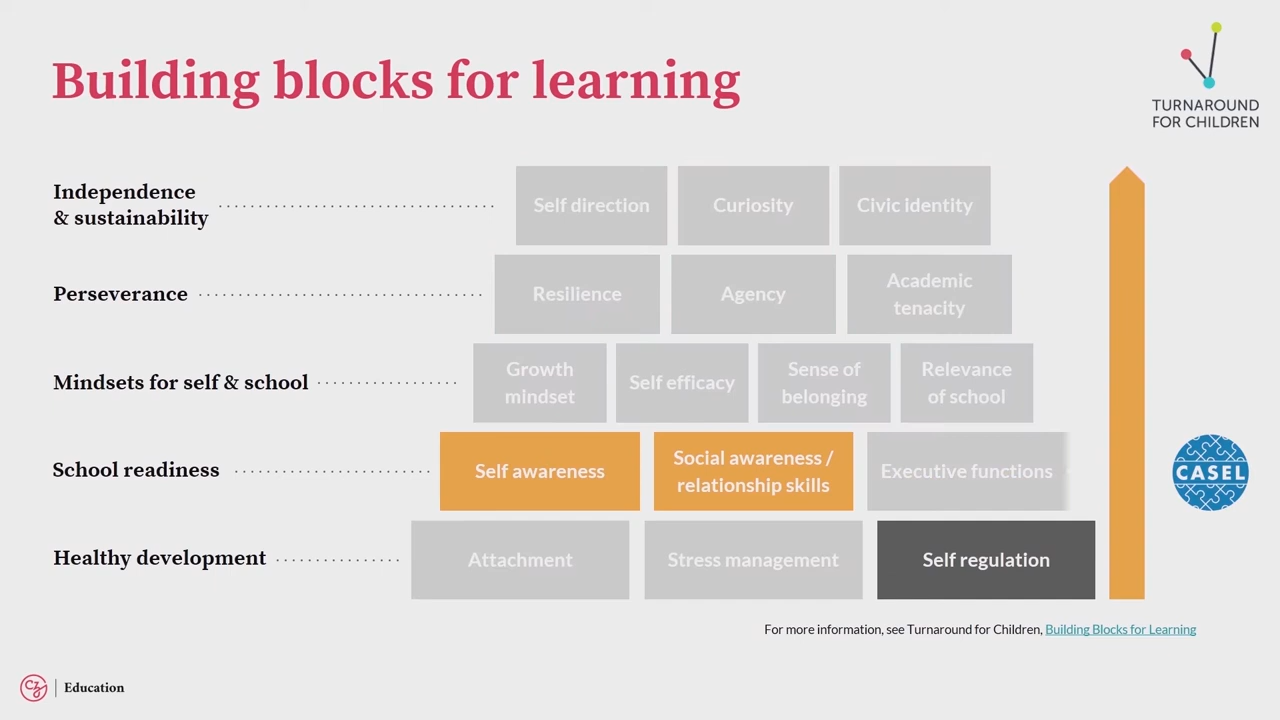 Building blocks for learning
TURNAROUND
FOR CHILDREN
Independence
& sustainability
Self direction
Curiosity
Civic identity
Perseverance
Resilience
Agency
Academic
tenacity
Mindsets for self & school
Growth
mindset
Self efficacy
Sense of
belonging
Relevance
of school
School readiness
Self awareness
Social awareness /
relationship skills
Executive functions
CASEL
Healthy development
Attachment
Stress management
Self regulation
For more information, see Turnaround for Children, Building Blocks for Learning
CZI
Education